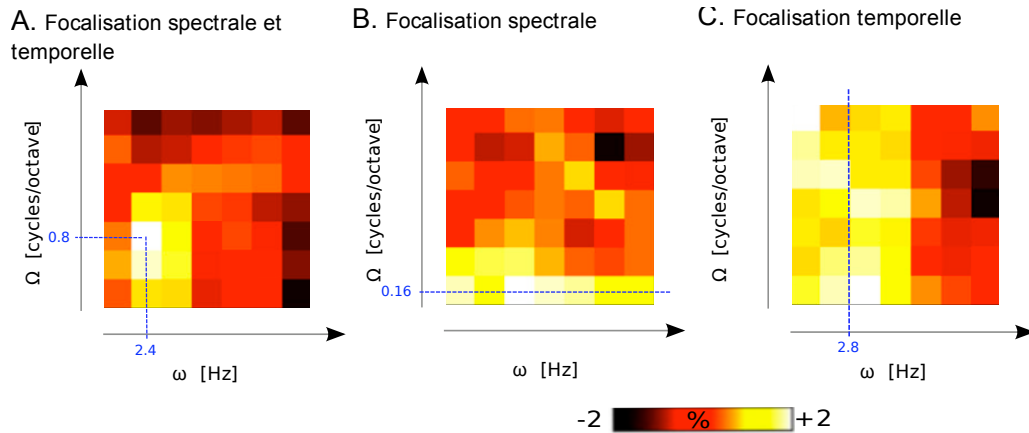 A. Focalisation spectrale et
temporelle
B. Focalisation spectrale
C. Focalisation temporelle
Ω [cycles/octave]
0.8
2.4
ω [Hz]
Ω [cycles/octave]
0.16
ω [Hz]
Ω [cycles/octave]
2.8
ω [Hz]
-2 % +2